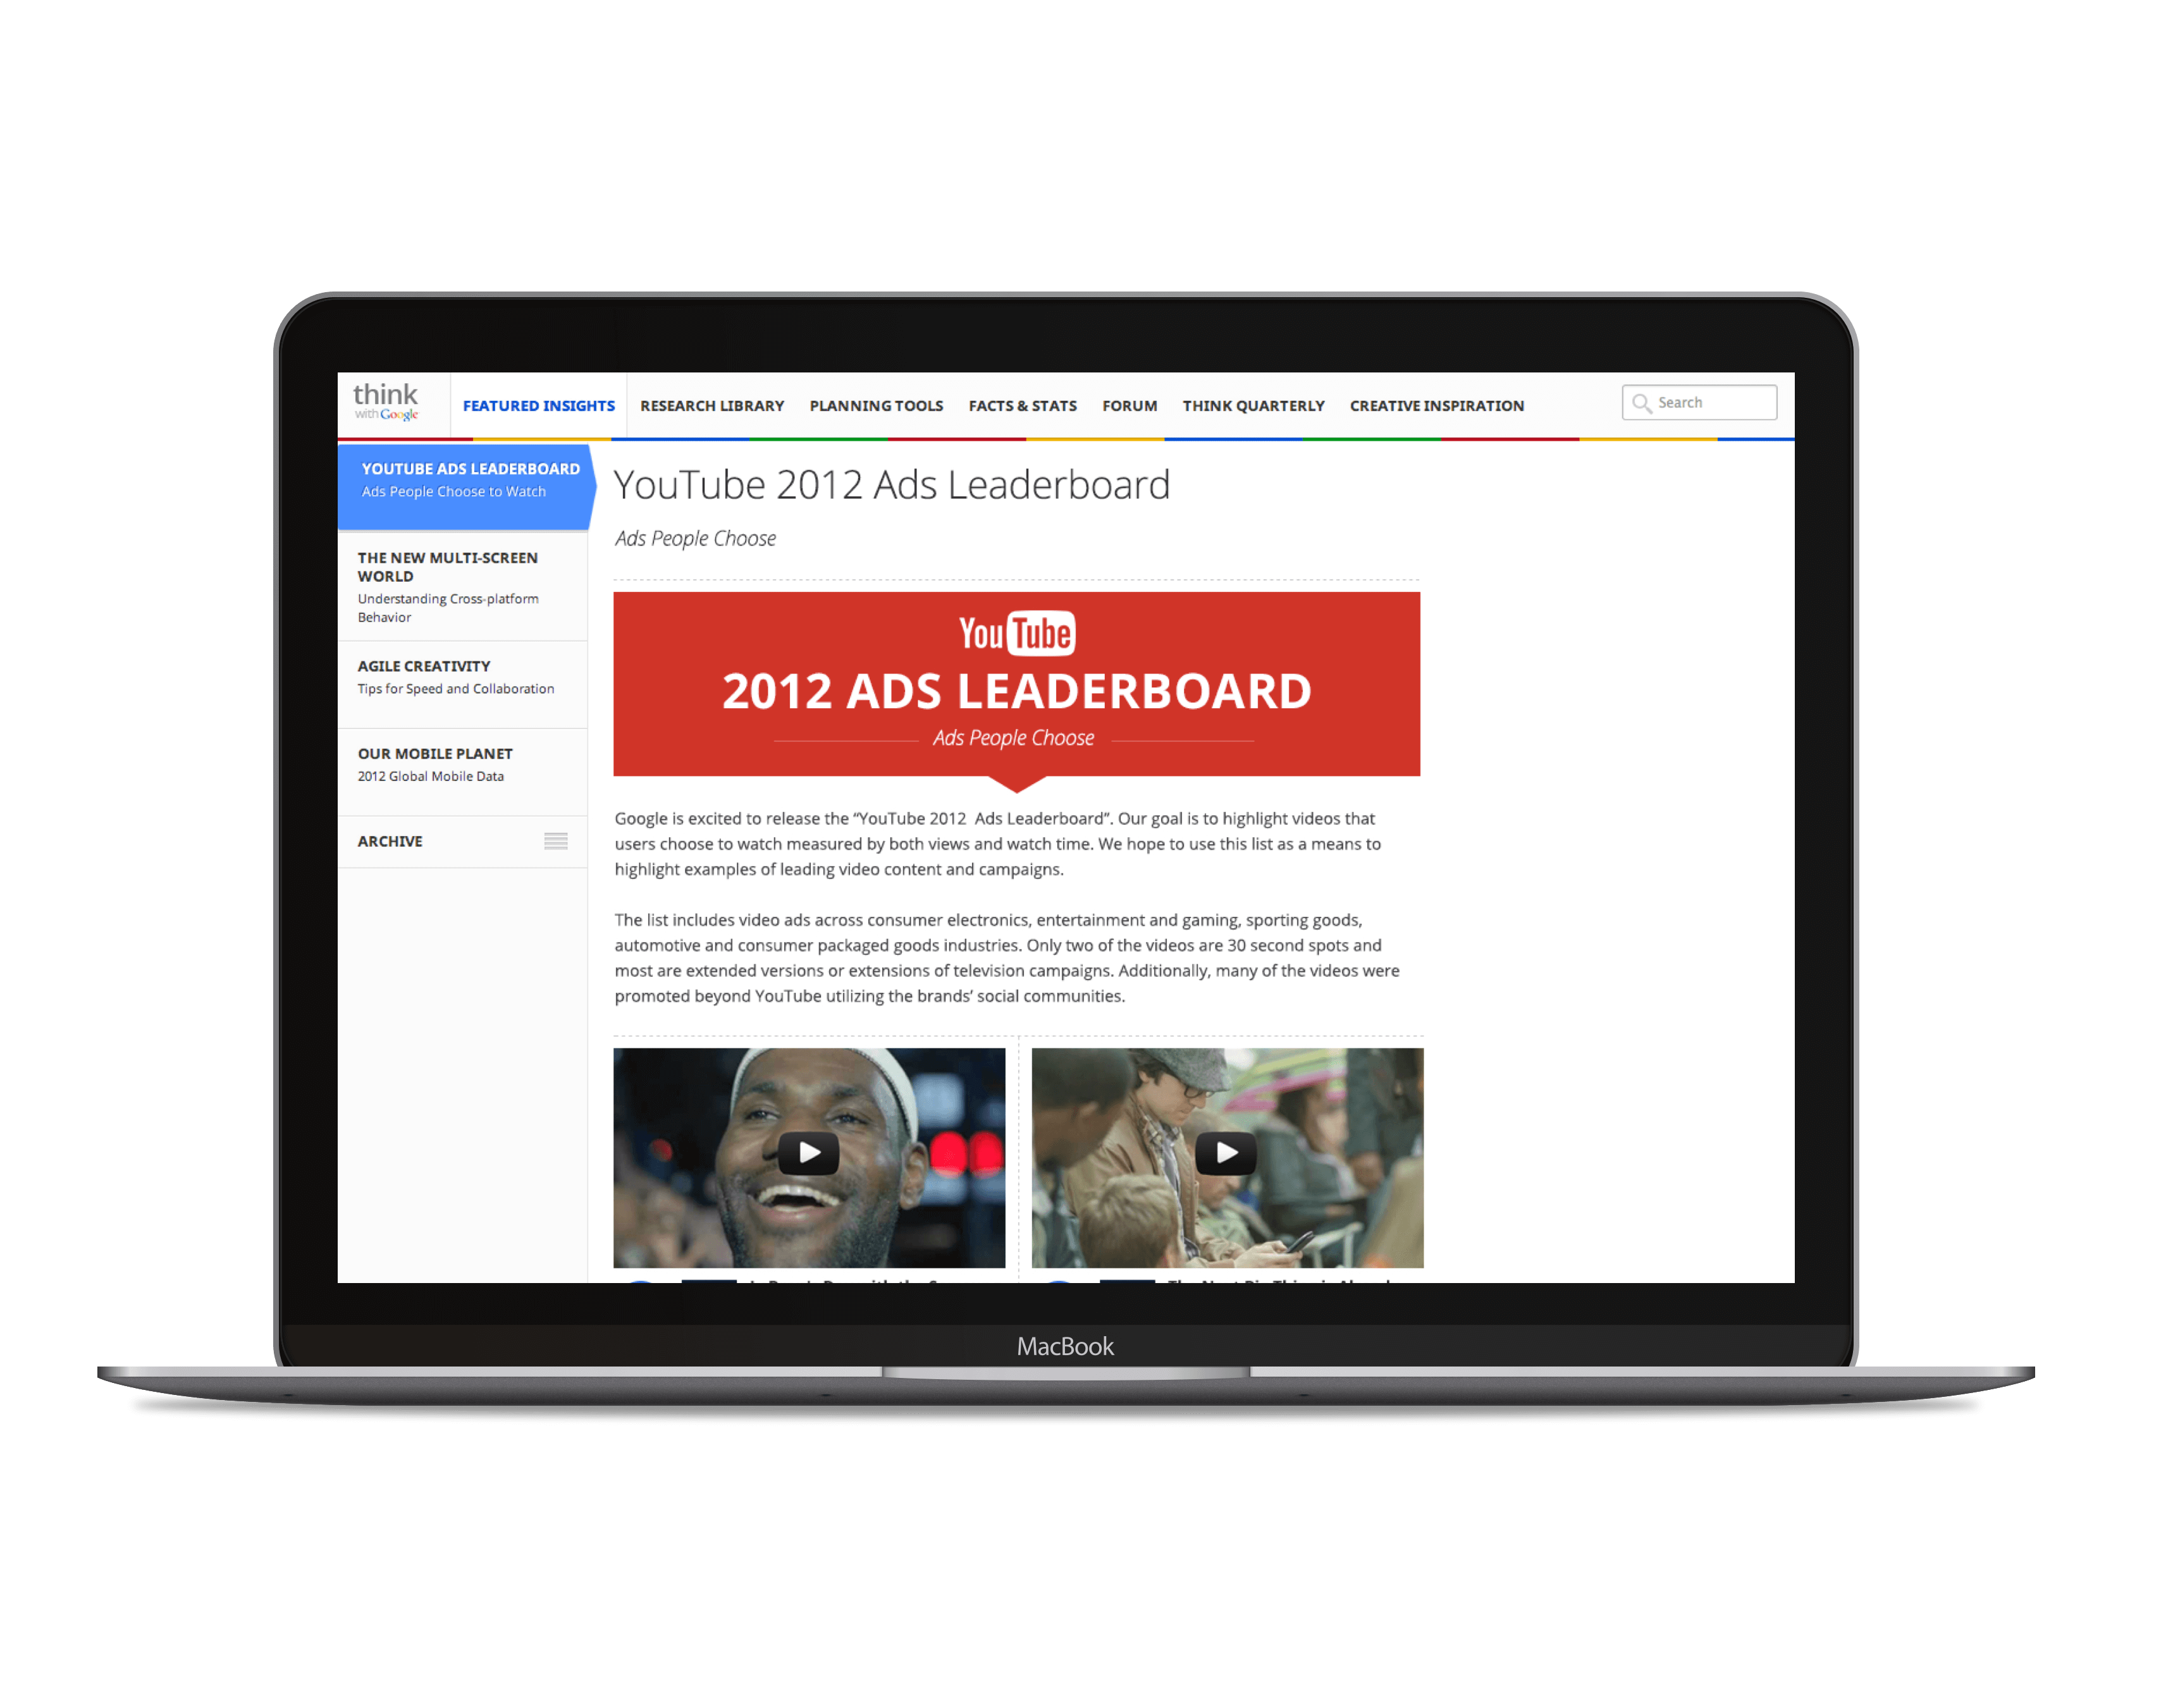 think
with Google
FEATURED INSIGHTS
RESEARCH LIBRARY
PLANNING TOOLS
FACTS & STATS
FORUM
THINK QUARTERLY
CREATIVE INSPIRATION
Search
YOUTUBE ADS LEADERBOARD
Ads People Choose to Watch
THE NEW MULTI-SCREEN
WORLD
Understanding Cross-platform
Behavior
AGILE CREATIVITY
Tips for Speed and Collaboration
OUR MOBILE PLANET
2012 Global Mobile Data
ARCHIVE
YouTube 2012 Ads Leaderboard
Ads People Choose
YouTube
2012 ADS LEADERBOARD
Ads People Choose
Google is excited to release the “YouTube 2012 Ads Leaderboard”. Our goal is to highlight videos that
users choose to watch measured by both views and watch time. We hope to use this list as a means to
highlight examples of leading video content and campaigns.
The list includes video ads across consumer electronics, entertainment and gaming, sporting goods,
automotive and consumer packaged goods industries. Only two of the videos are 30 second spots and
most are extended versions or extensions of television campaigns. Additionally, many of the videos were
promoted beyond YouTube utilizing the brands’ social communities.
MacBook